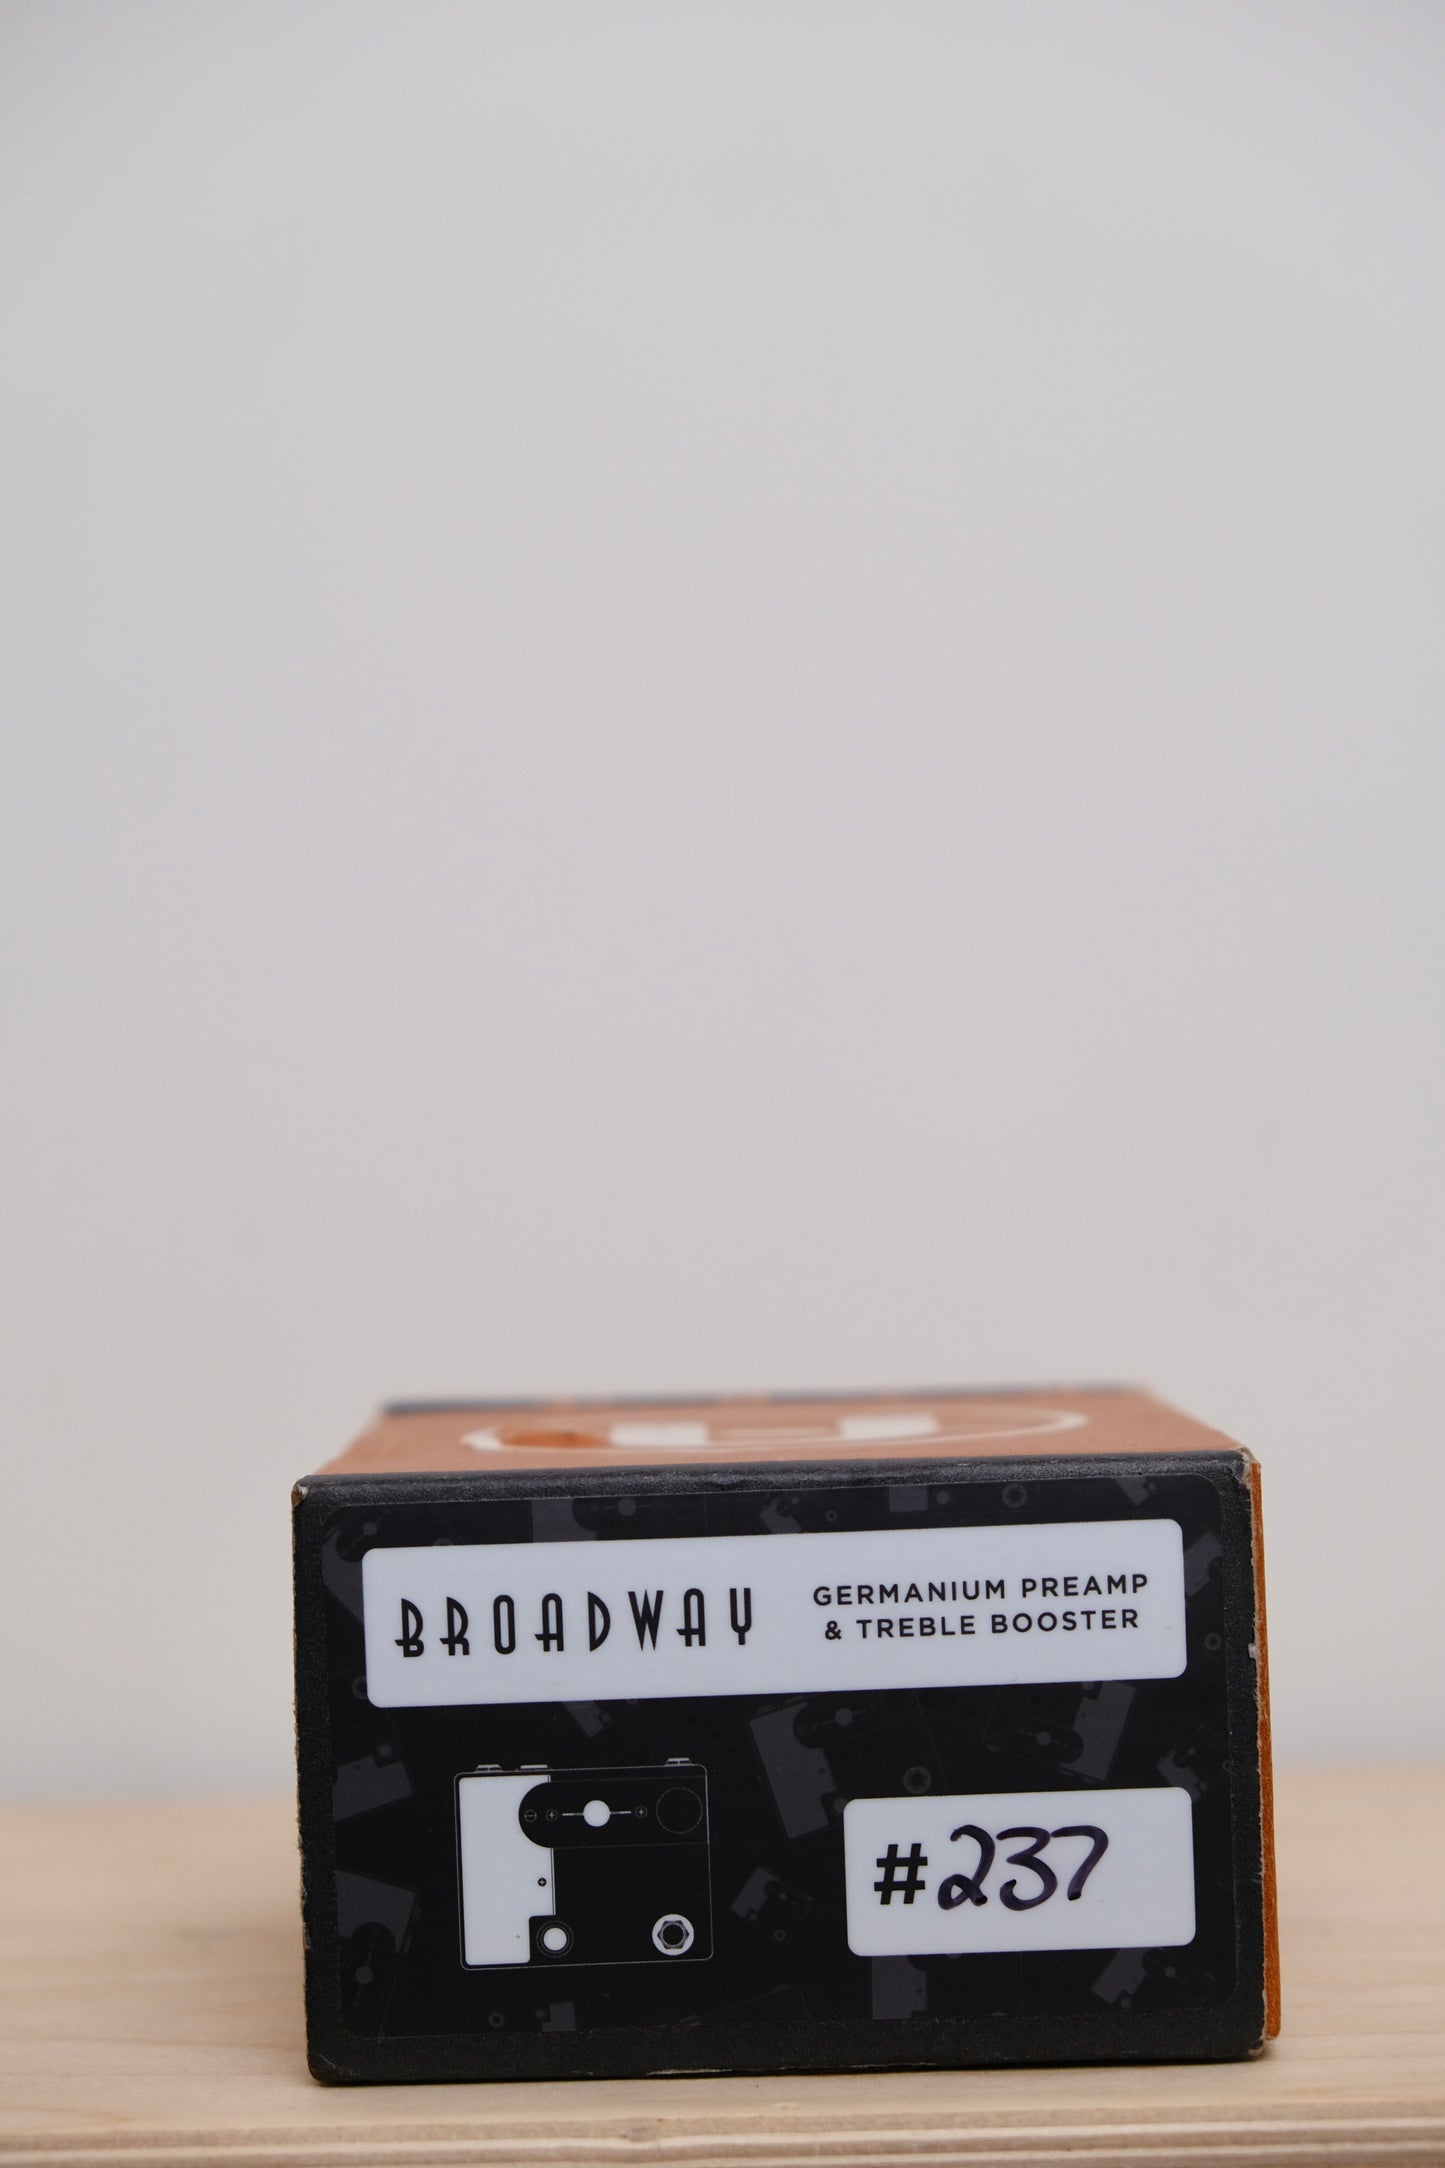 BROADWAY
GERMANIUM PREAMP
& TREBLE BOOSTER
#237